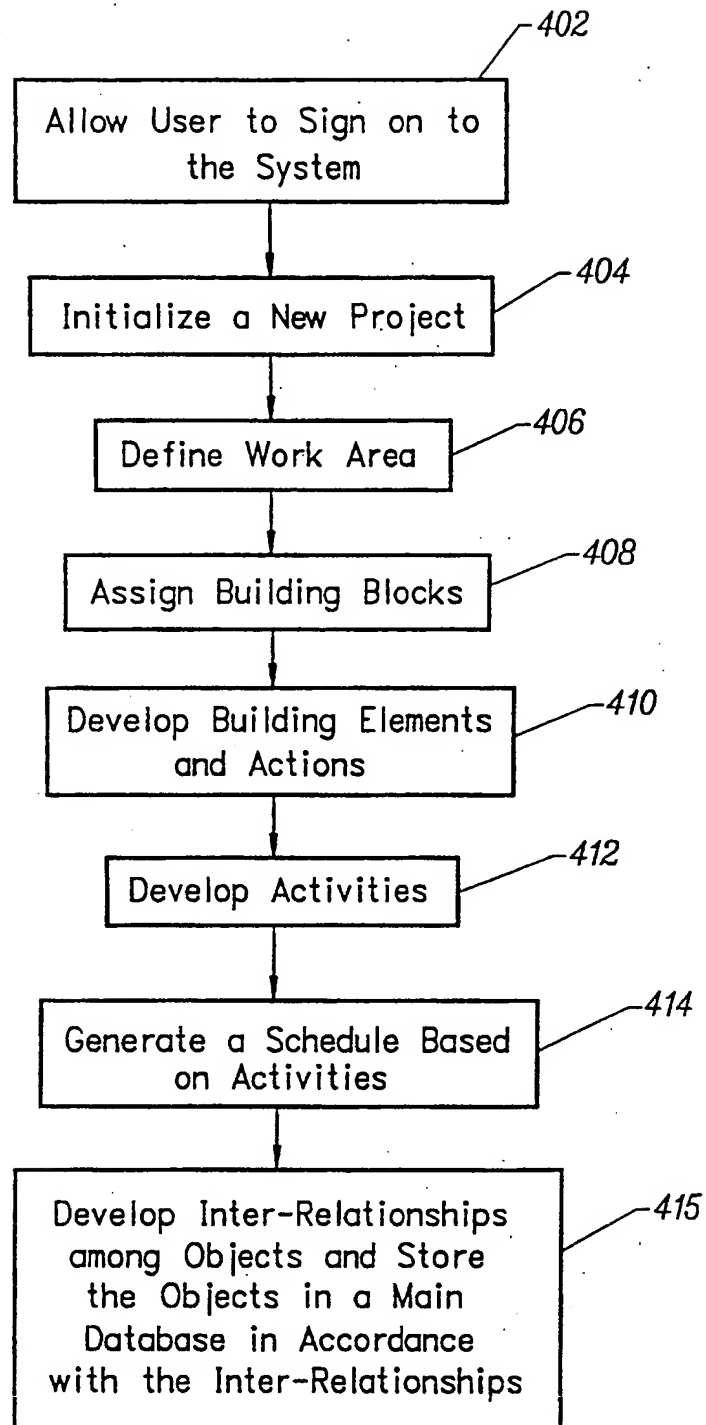 402
Allow User to Sign on to
the System
404
Initialize a New Project
406
Define Work Area
408
Assign Building Blocks
410
Develop Building Elements
and Actions
412
Develop Activities
414
Generate a Schedule Based
on Activities
415
Develop Inter-Relationships
among Objects and Store
the Objects in a Main
Database in Accordance
with the Inter-Relationships